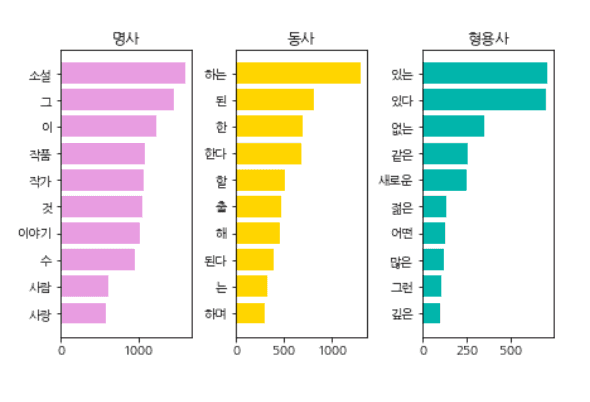 명사
소설
그
이
작품
작가
것
이야기
수
사람
사랑
0 1000
동사
하는
된
한
한다
할
출
해
된다
는
하며
0 500 1000
형용사
있는
있다
없는
같은
새로운
젊은
어떤
많은
그런
깊은
0 250 500